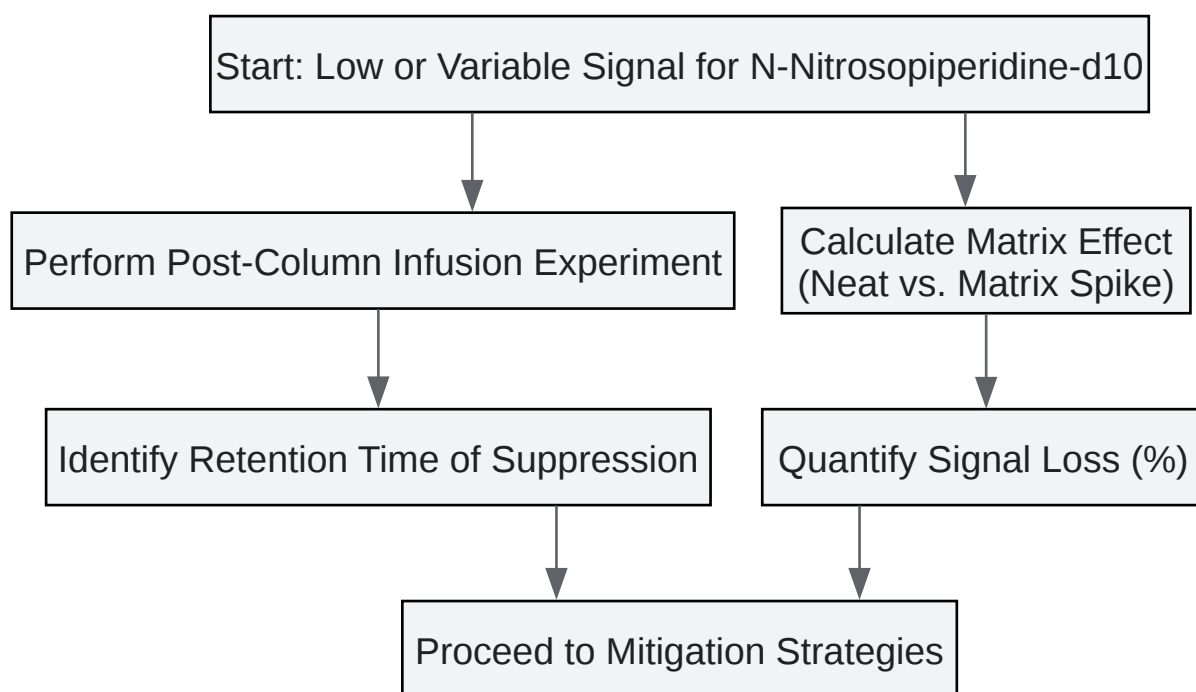 Start: Low or Variable Signal for N-Nitrosopiperidine-d10
Perform Post-Column Infusion Experiment
Calculate Matrix Effect
(Neat vs. Matrix Spike)
Identify Retention Time of Suppression
Quantify Signal Loss (%)
Proceed to Mitigation Strategies